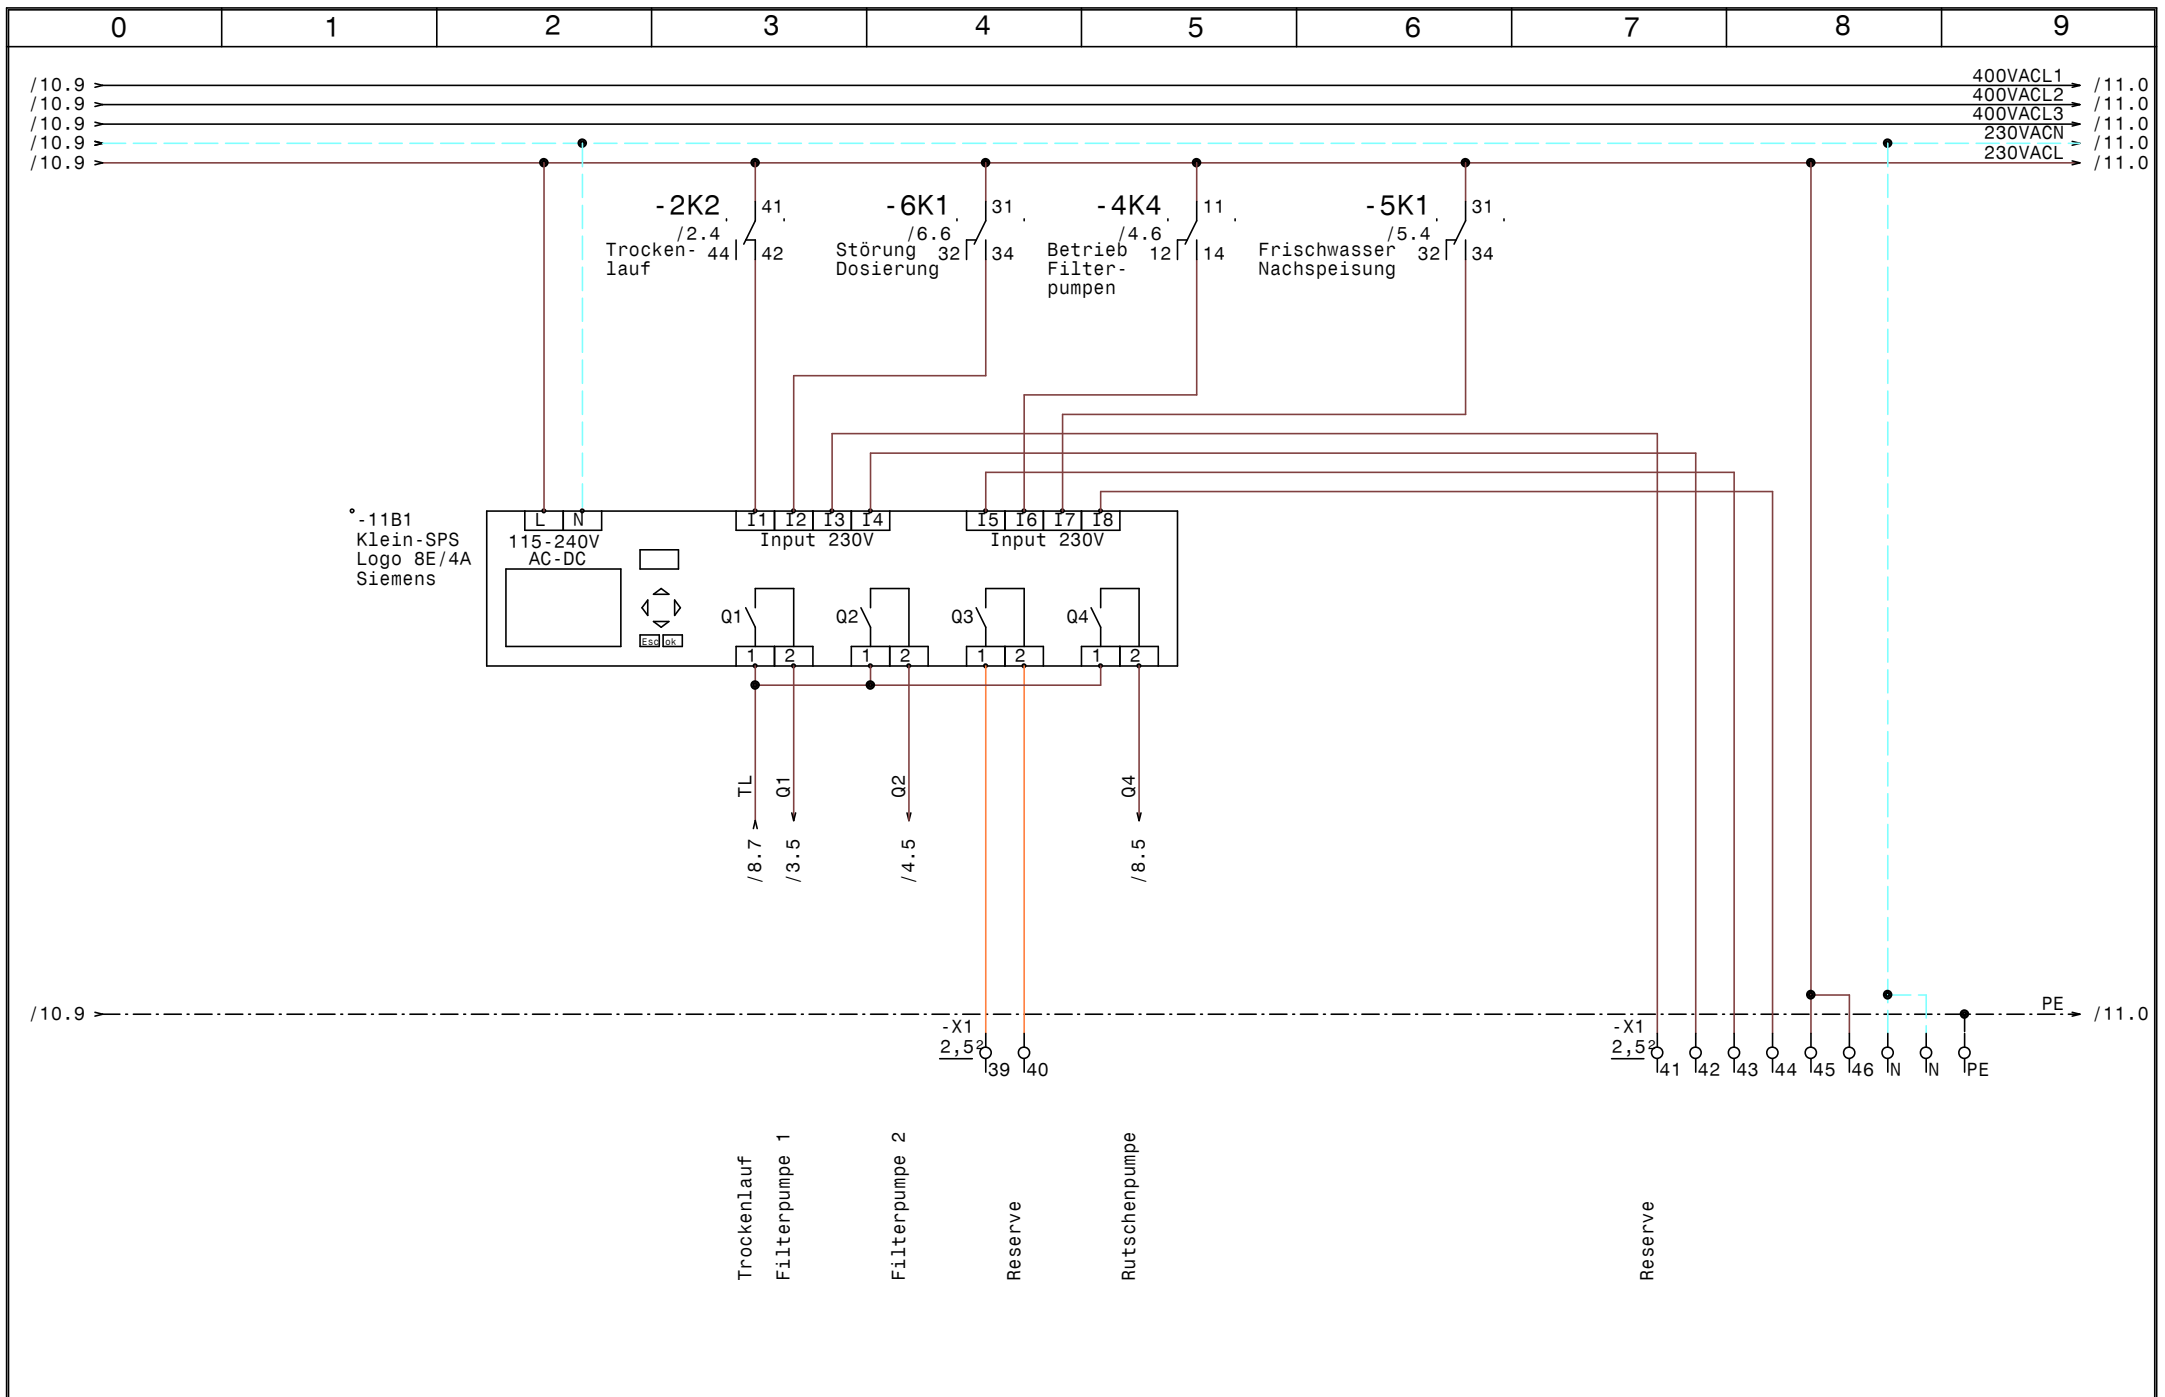 0 1 2 3 4 5 6 7 8 9
/10.9 400VACL1 /11.0
/10.9 400VACL2 /11.0
/10.9 400VACL3 /11.0
/10.9 230VACN /11.0
/10.9 230VACL /11.0
-2K2 41
/2.4
Trocken- 44 42
lauf
-6K1 31
/6.6
Störung 32 34
Dosierung
-4K4 11
/4.6
Betrieb 12 14
Filter-
pumpen
-5K1 31
/5.4
Frischwasser 32 34
Nachspeisung
-11B1
Klein-SPS
Logo 8E/4A
Siemens
L N
115-240V
AC-DC
I1 I2 I3 I4
Input 230V
I5 I6 I7 I8
Input 230V
Esc ok
Q1 Q2 Q3 Q4
1 2 1 2 1 2 1 2
TL Q1 Q2 Q4
/8.7 /3.5 /4.5 /8.5
/10.9 PE /11.0
-X1
2,5²
39 40
-X1
2,5²
41 42 43 44 45 46 N N PE
Trockenlauf
Filterpumpe 1
Filterpumpe 2
Reserve
Rutschenpumpe
Reserve